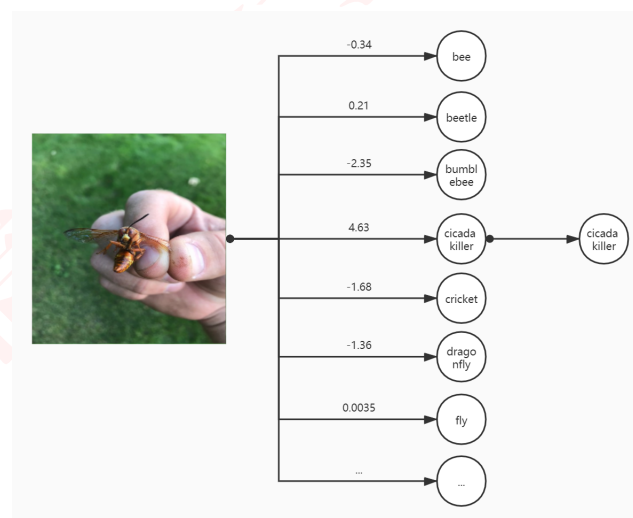 -0.34
bee
0.21
beetle
-2.35
bumbl
ebee
4.63
cicada
killer
cicada
killer
-1.68
cricket
-1.36
drago
nfly
0.0035
fly
...
...